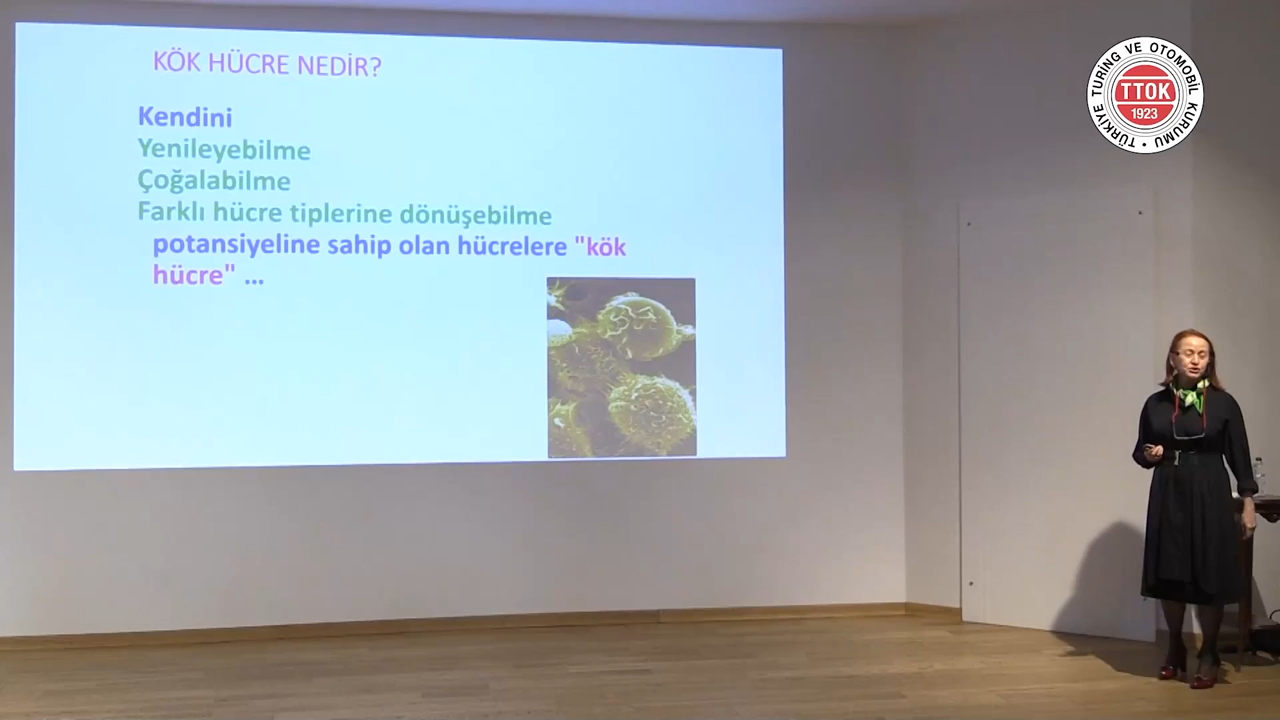 KÖK HÜCRE NEDİR?
Kendini
Yenileyebilme
Çoğalabilme
Farklı hücre tiplerine dönüşebilme
potansiyeline sahip olan hücrelere "kök
hücre" ...
TÜRKİYE TURİNG VE OTOMOBİL KURUMU •
TTOK
1923